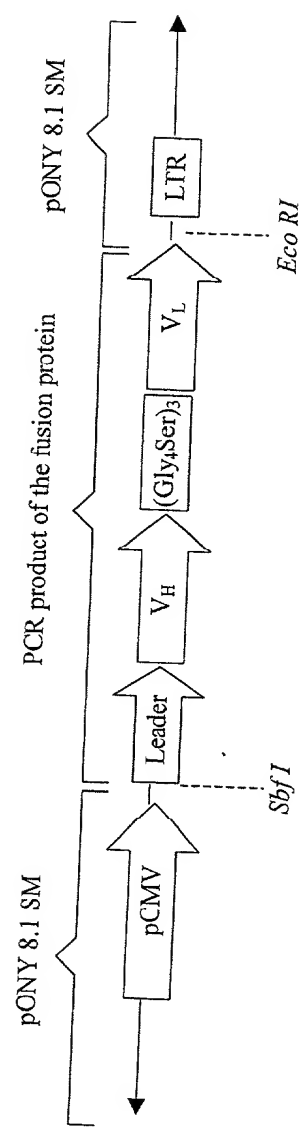 pONY 8.1 SM
PCR product of the fusion protein
pONY 8.1 SM
pCMV
Leader
V_H
(Gly₄Ser)₃
V_L
LTR
Sbf I
Eco RI